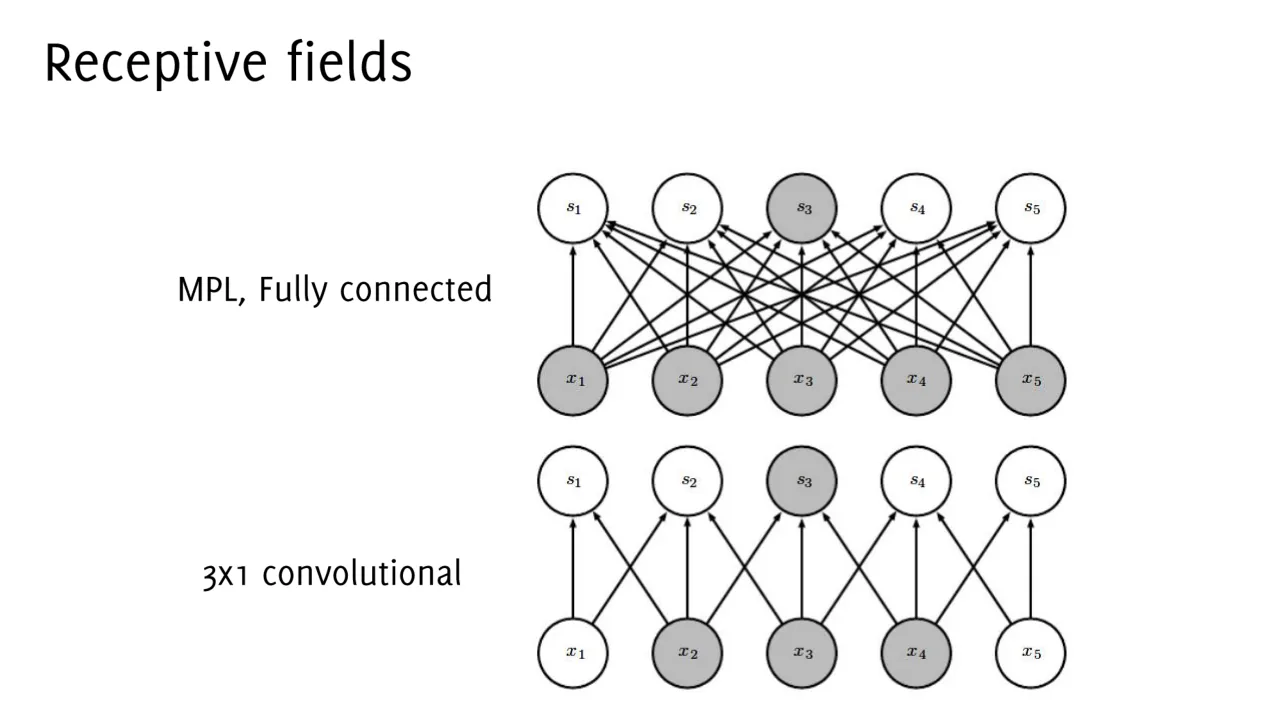 Receptive fields
s1 s2 s3 s4 s5
MPL, Fully connected
x1 x2 x3 x4 x5
s1 s2 s3 s4 s5
3x1 convolutional
x1 x2 x3 x4 x5